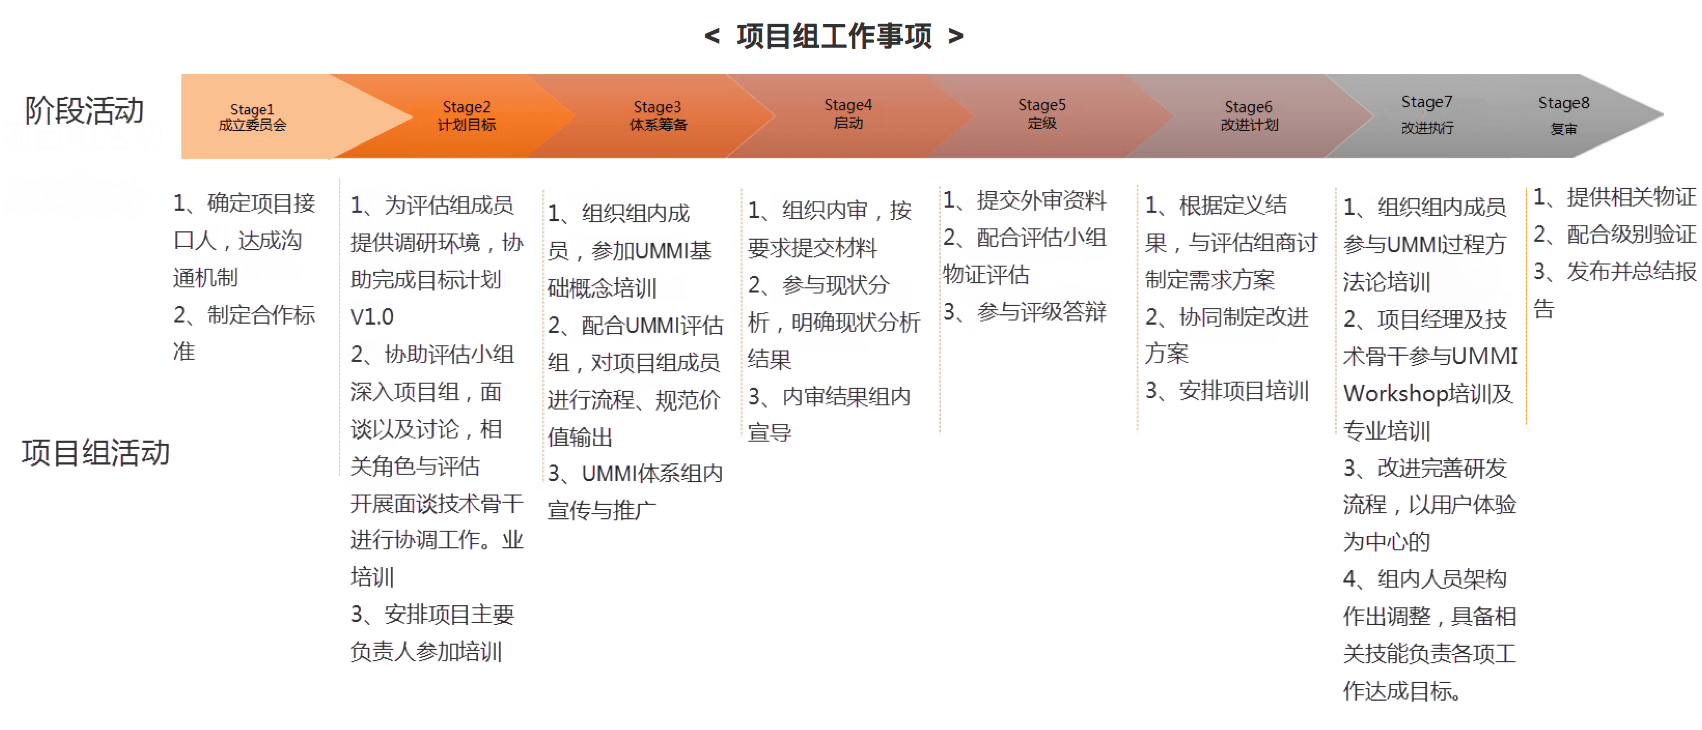 < 项目组工作事项 >
阶段活动
Stage1
成立委员会
Stage2
计划目标
Stage3
体系筹备
Stage4
启动
Stage5
定级
Stage6
改进计划
Stage7
改进执行
Stage8
复审
项目组活动
1、确定项目接
口人，达成沟
通机制
2、制定合作标
准
1、为评估组成员
提供调研环境，协
助完成目标计划
V1.0
2、协助评估小组
深入项目组，面
谈以及讨论，相
关角色与评估
开展面谈技术骨干
进行协调工作。业
培训
3、安排项目主要
负责人参加培训
1、组织组内成
员，参加UMMI基
础概念培训
2、配合UMMI评估
组，对项目组成员
进行流程、规范价
值输出
3、UMMI体系组内
宣传与推广
1、组织内审，按
要求提交材料
2、参与现状分
析，明确现状分析
结果
3、内审结果组内
宣导
1、提交外审资料
2、配合评估小组
物证评估
3、参与评级答辩
1、根据定义结
果，与评估组商讨
制定需求方案
2、协同制定改进
方案
3、安排项目培训
1、组织组内成员
参与UMMI过程方
法论培训
2、项目经理及技
术骨干参与UMMI
Workshop培训及
专业培训
3、改进完善研发
流程，以用户体验
为中心的
4、组内人员架构
作出调整，具备相
关技能负责各项工
作达成目标。
1、提供相关物证
2、配合级别验证
3、发布并总结报
告